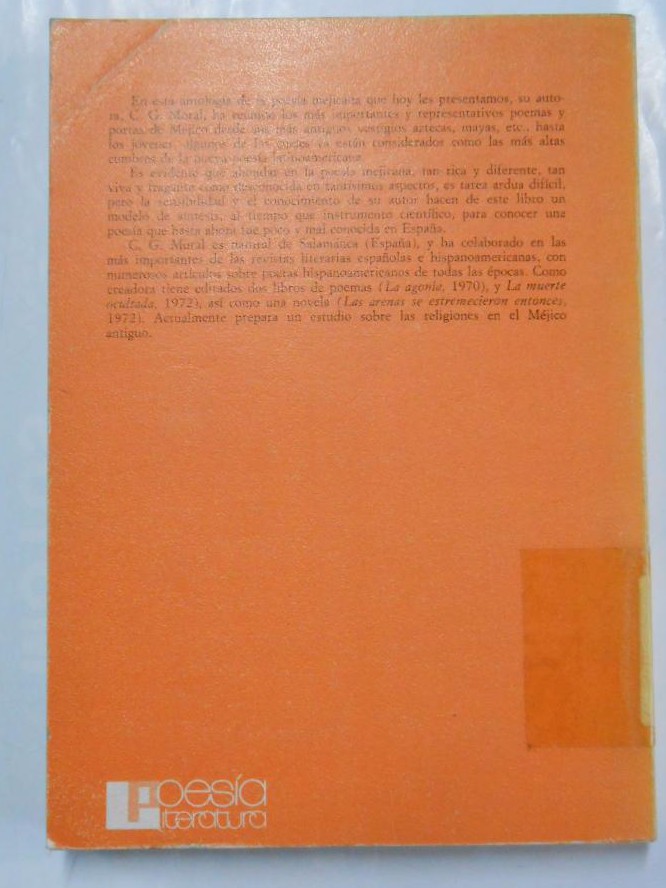 En esta antología de la poesía mejicana que hoy les presentamos, su auto-
ra, C. G. Moral, ha reunido los más importantes y representativos poemas y
poetas de Méjico desde sus más antiguos vestigios aztecas, mayas, etc., hasta
los jóvenes, algunos de los cuales ya están considerados como las más altas
cumbres de la nueva poesía latinoamericana.
Es evidente que ahondar en la poesía mejicana, tan rica y diferente, tan
viva y fragante como desconocida en tantísimos aspectos, es tarea ardua difícil,
pero la sensibilidad y el conocimiento de su autor hacen de este libro un
modelo de síntesis, al tiempo que instrumento científico, para conocer una
poesía que hasta ahora fue poco y mal conocida en España.
C. G. Moral es natural de Salamanca (España), y ha colaborado en las
más importantes de las revistas literarias españolas e hispanoamericanas, con
numerosos artículos sobre poetas hispanoamericanos de todas las épocas. Como
creadora tiene editados dos libros de poemas (La agonía, 1970), y La muerte
ocultada, 1972), así como una novela (Las arenas se estremecieron entonces,
1972). Actualmente prepara un estudio sobre las religiones en el Méjico
antiguo.
Poesía
Literatura